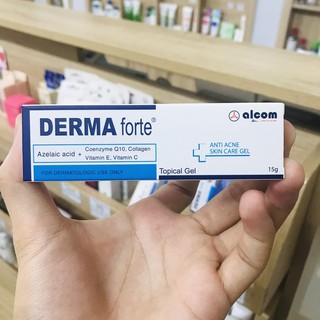 DERMA forte®
alcom
Azelaic acid + Coenzyme Q10, Collagen
Vitamin E, Vitamin C
ANTI ACNE
SKIN CARE GEL
FOR DERMATOLOGIC USE ONLY
Topical Gel
15g